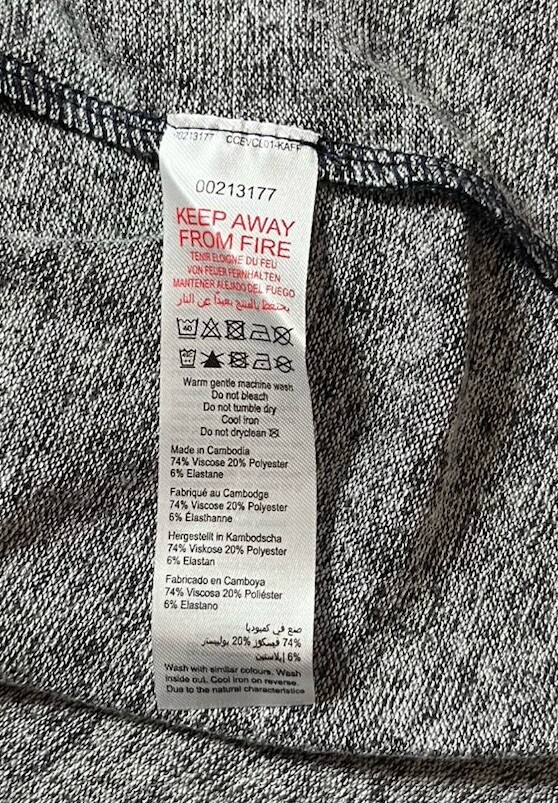 00213177 CCEVCL01-KAFF
00213177
KEEP AWAY
FROM FIRE
TENIR ELOIGNE DU FEU
VON FEUER FERNHALTEN
MANTENER ALEJADO DEL FUEGO
يحتفظ بالمنتج بعيدًا عن النار
40
Warm gentle machine wash
Do not bleach
Do not tumble dry
Cool iron
Do not dryclean
Made in Cambodia
74% Viscose 20% Polyester
6% Elastane
Fabriqué au Cambodge
74% Viscose 20% Polyester
6% Élasthanne
Hergestellt in Kambodscha
74% Viskose 20% Polyester
6% Elastan
Fabricado en Camboya
74% Viscosa 20% Poliéster
6% Elastano
صنع في كمبوديا
74% فيسكوز 20% بوليستر
6% إيلاستين
Wash with similar colours. Wash
inside out. Cool iron on reverse.
Due to the natural characteristics